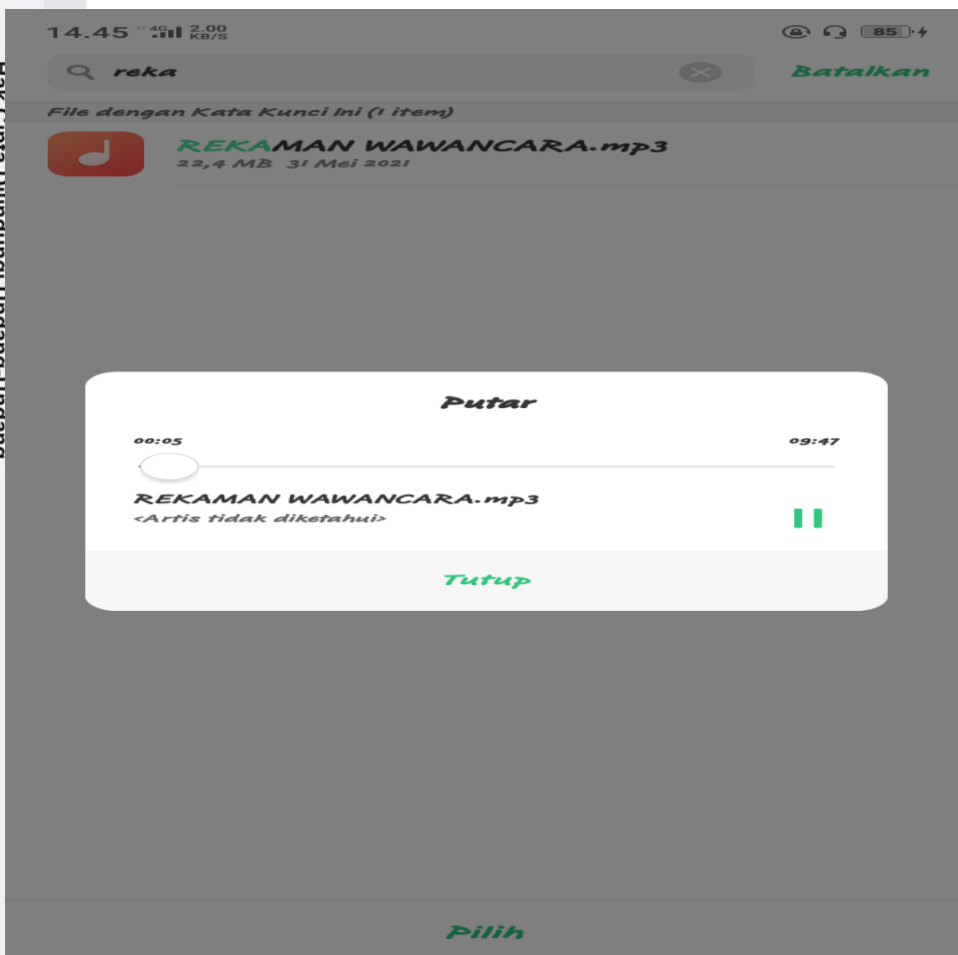 14.45 4G 2.00 KB/S 85
reka Batalkan
File dengan Kata Kunci Ini (1 item)
REKAMAN WAWANCARA.mp3
22,4 MB 31 Mei 2021
Putar
00:05 09:47
REKAMAN WAWANCARA.mp3
<Artis tidak diketahui>
Tutup
Pilih